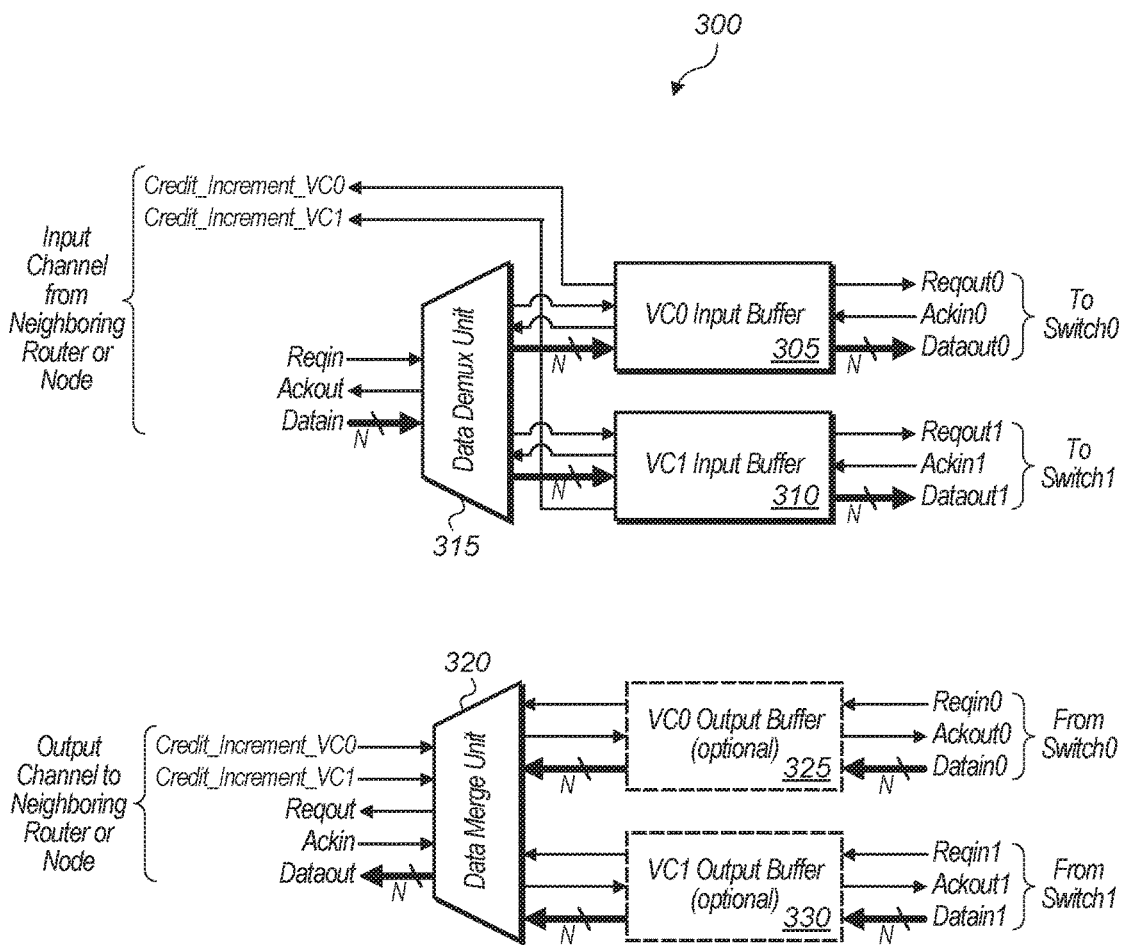 300
Credit_Increment_VC0
Credit_Increment_VC1
Input
Channel
from
Neighboring
Router or
Node
Reqin
Ackout
Datain
N
Data Demux Unit
315
N
VC0 Input Buffer
305
N
Reqout0
Ackin0
Dataout0
To
Switch0
N
VC1 Input Buffer
310
N
Reqout1
Ackin1
Dataout1
To
Switch1
Output
Channel to
Neighboring
Router or
Node
Credit_Increment_VC0
Credit_Increment_VC1
Reqout
Ackin
Dataout
N
320
Data Merge Unit
N
VC0 Output Buffer
(optional)
325
N
Reqin0
Ackout0
Datain0
From
Switch0
N
VC1 Output Buffer
(optional)
330
N
Reqin1
Ackout1
Datain1
From
Switch1